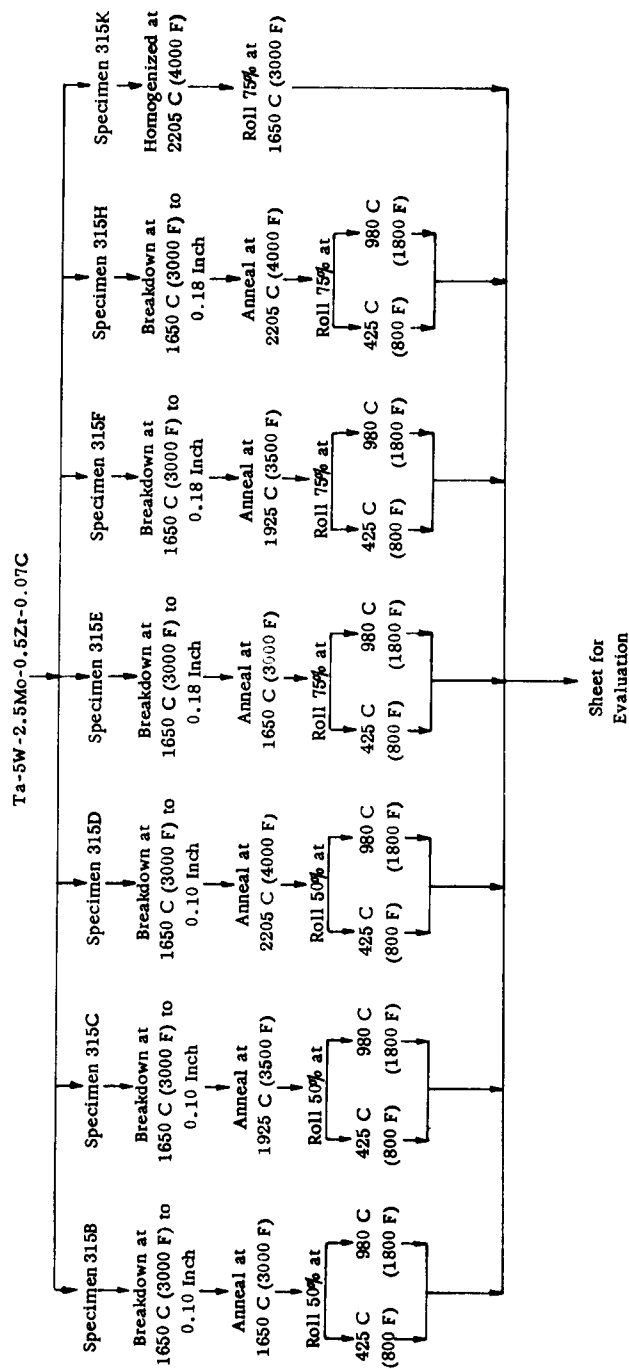 Ta-5W-2.5Mo-0.5Zr-0.07C
Specimen 315B
Breakdown at
1650 C (3000 F) to
0.10 Inch
Anneal at
1650 C (3000 F)
Roll 50% at
425 C
(800 F)
980 C
(1800 F)
Specimen 315C
Breakdown at
1650 C (3000 F) to
0.10 Inch
Anneal at
1925 C (3500 F)
Roll 50% at
425 C
(800 F)
980 C
(1800 F)
Specimen 315D
Breakdown at
1650 C (3000 F) to
0.10 Inch
Anneal at
2205 C (4000 F)
Roll 50% at
425 C
(800 F)
980 C
(1800 F)
Specimen 315E
Breakdown at
1650 C (3000 F) to
0.18 Inch
Anneal at
1650 C (3000 F)
Roll 75% at
425 C
(800 F)
980 C
(1800 F)
Specimen 315F
Breakdown at
1650 C (3000 F) to
0.18 Inch
Anneal at
1925 C (3500 F)
Roll 75% at
425 C
(800 F)
980 C
(1800 F)
Specimen 315H
Breakdown at
1650 C (3000 F) to
0.18 Inch
Anneal at
2205 C (4000 F)
Roll 75% at
425 C
(800 F)
980 C
(1800 F)
Specimen 315K
Homogenized at
2205 C (4000 F)
Roll 75% at
1650 C (3000 F)
Sheet for
Evaluation